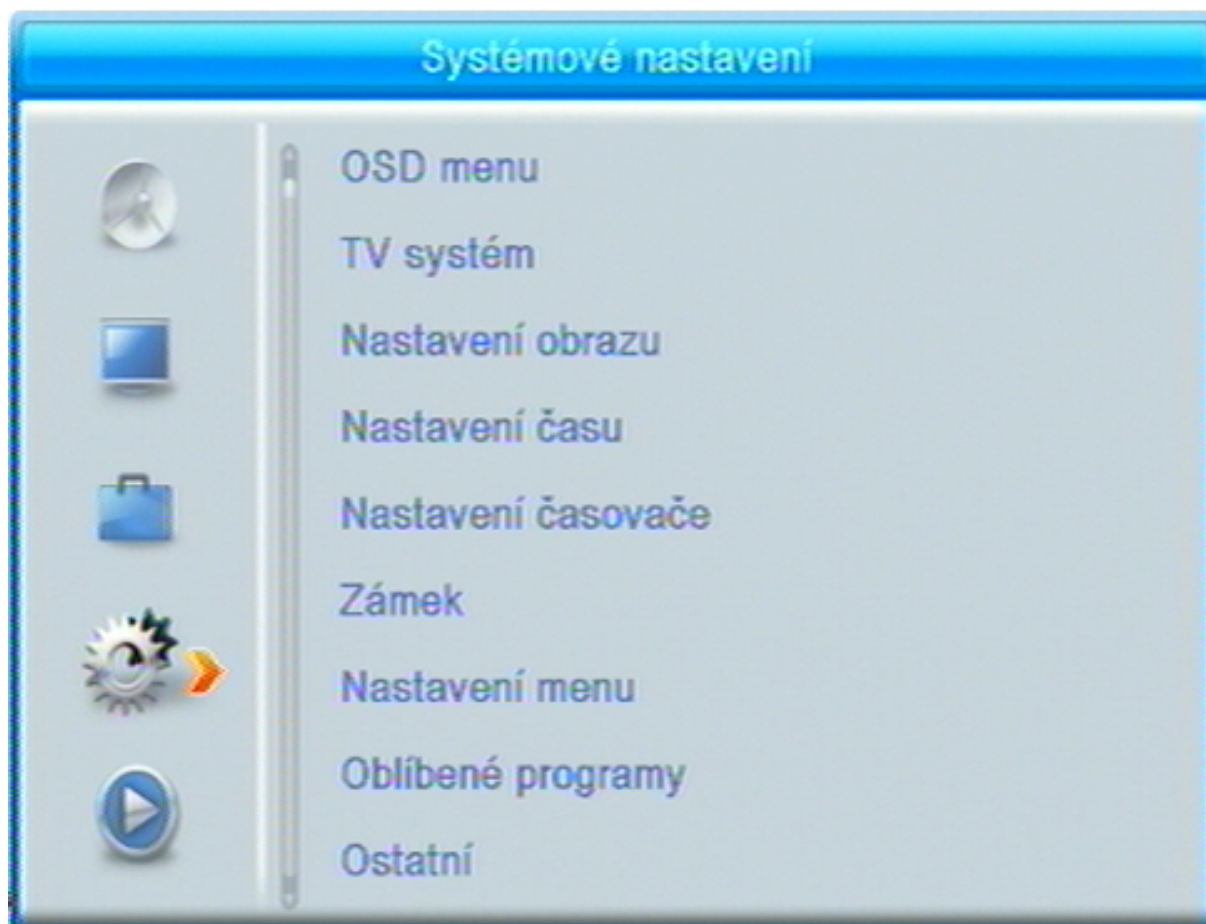 Systémové nastavení
OSD menu
TV systém
Nastavení obrazu
Nastavení času
Nastavení časovače
Zámek
Nastavení menu
Oblíbené programy
Ostatní